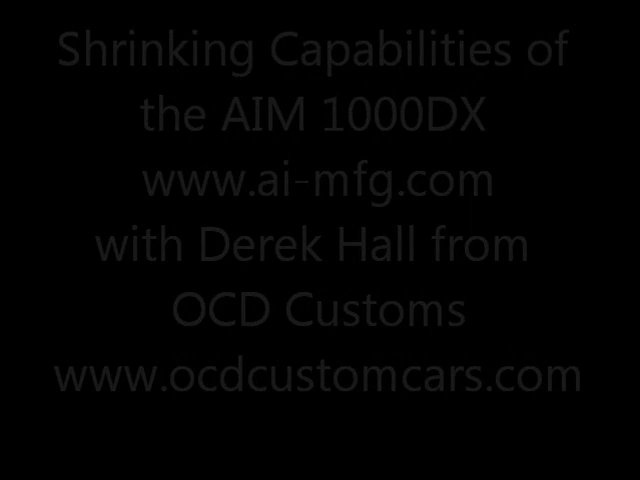 Shrinking Capabilities of
the AIM 1000DX
www.ai-mfg.com
with Derek Hall from
OCD Customs
www.ocdcustomcars.com